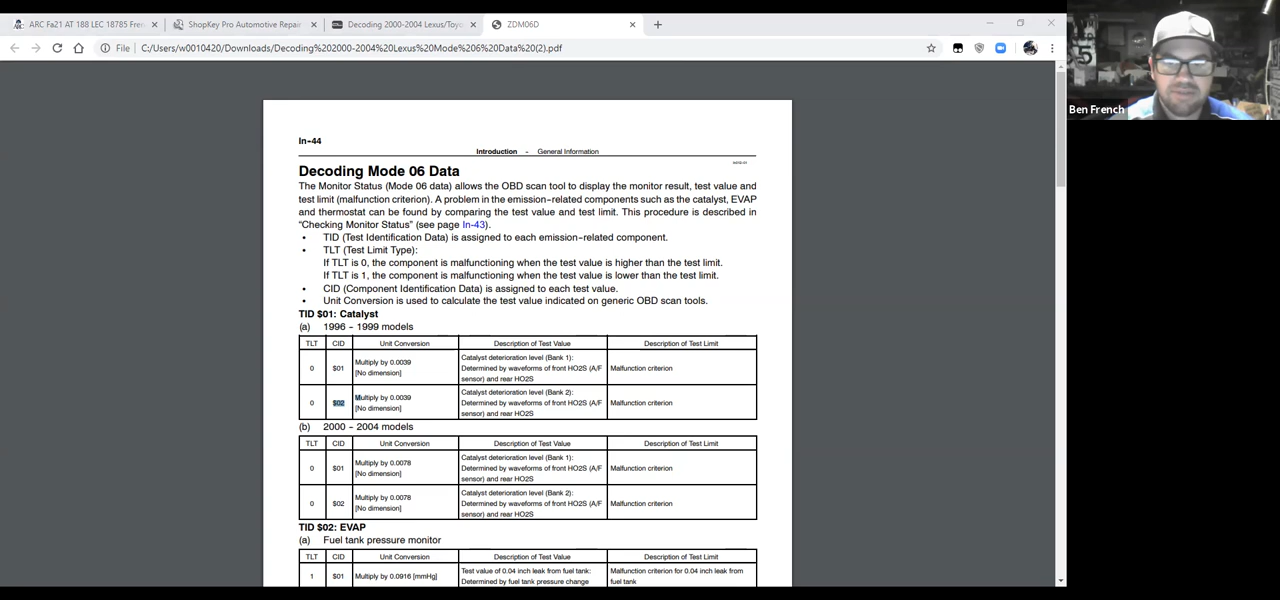 ARC Fa21 AT 188 LEC 18785 Fren
ShopKey Pro Automotive Repair
Decoding 2000-2004 Lexus/Toyo
ZDM06D
File
C:/Users/w0010420/Downloads/Decoding%202000-2004%20Lexus%20Mode%206%20Data%20(2).pdf
Ben French
In-44
Introduction - General Information
Decoding Mode 06 Data
The Monitor Status (Mode 06 data) allows the OBD scan tool to display the monitor result, test value and
test limit (malfunction criterion). A problem in the emission-related components such as the catalyst, EVAP
and thermostat can be found by comparing the test value and test limit. This procedure is described in
“Checking Monitor Status” (see page In-43).
• TID (Test Identification Data) is assigned to each emission-related component.
• TLT (Test Limit Type):
If TLT is 0, the component is malfunctioning when the test value is higher than the test limit.
If TLT is 1, the component is malfunctioning when the test value is lower than the test limit.
• CID (Component Identification Data) is assigned to each test value.
• Unit Conversion is used to calculate the test value indicated on generic OBD scan tools.
TID $01: Catalyst
(a) 1996 - 1999 models
TLT CID Unit Conversion Description of Test Value Description of Test Limit
0 $01 Multiply by 0.0039 [No dimension] Catalyst deterioration level (Bank 1):
Determined by waveforms of front HO2S (A/F Malfunction criterion
sensor) and rear HO2S
0 $02 Multiply by 0.0039 [No dimension] Catalyst deterioration level (Bank 2):
Determined by waveforms of front HO2S (A/F Malfunction criterion
sensor) and rear HO2S
(b) 2000 - 2004 models
TLT CID Unit Conversion Description of Test Value Description of Test Limit
0 $01 Multiply by 0.0078 [No dimension] Catalyst deterioration level (Bank 1):
Determined by waveforms of front HO2S (A/F Malfunction criterion
sensor) and rear HO2S
0 $02 Multiply by 0.0078 [No dimension] Catalyst deterioration level (Bank 2):
Determined by waveforms of front HO2S (A/F Malfunction criterion
sensor) and rear HO2S
TID $02: EVAP
(a) Fuel tank pressure monitor
TLT CID Unit Conversion Description of Test Value Description of Test Limit
1 $01 Multiply by 0.0916 [mmHg] Test value of 0.04 inch leak from fuel tank: Malfunction criterion for 0.04 inch leak from
Determined by fuel tank pressure change fuel tank